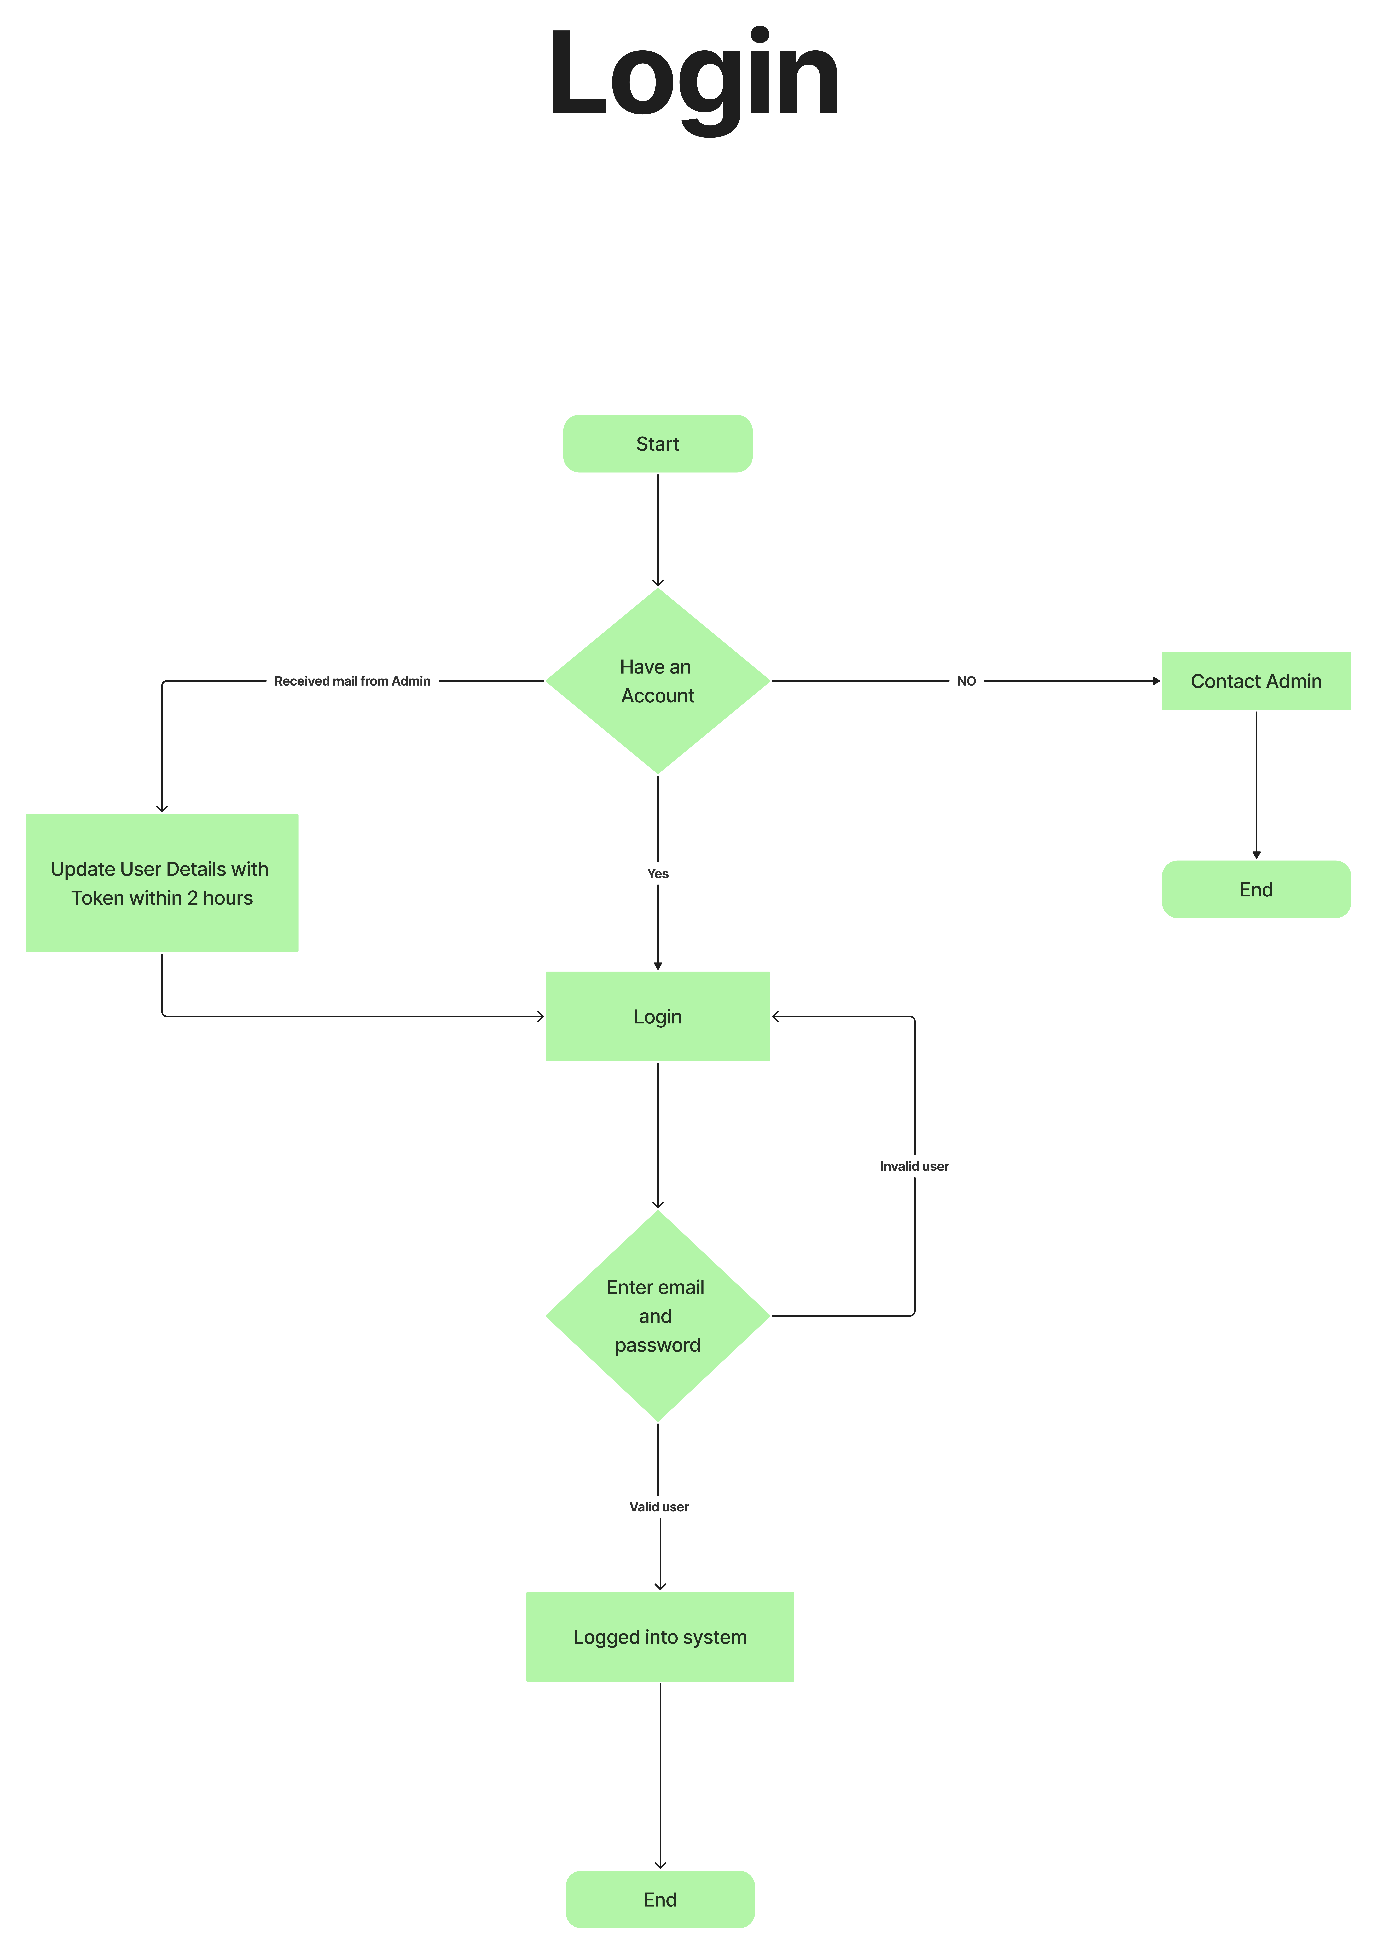 Login
Start
Have an
Account
Received mail from Admin
NO
Contact Admin
Update User Details with
Token within 2 hours
Yes
End
Login
Invalid user
Enter email
and
password
Valid user
Logged into system
End